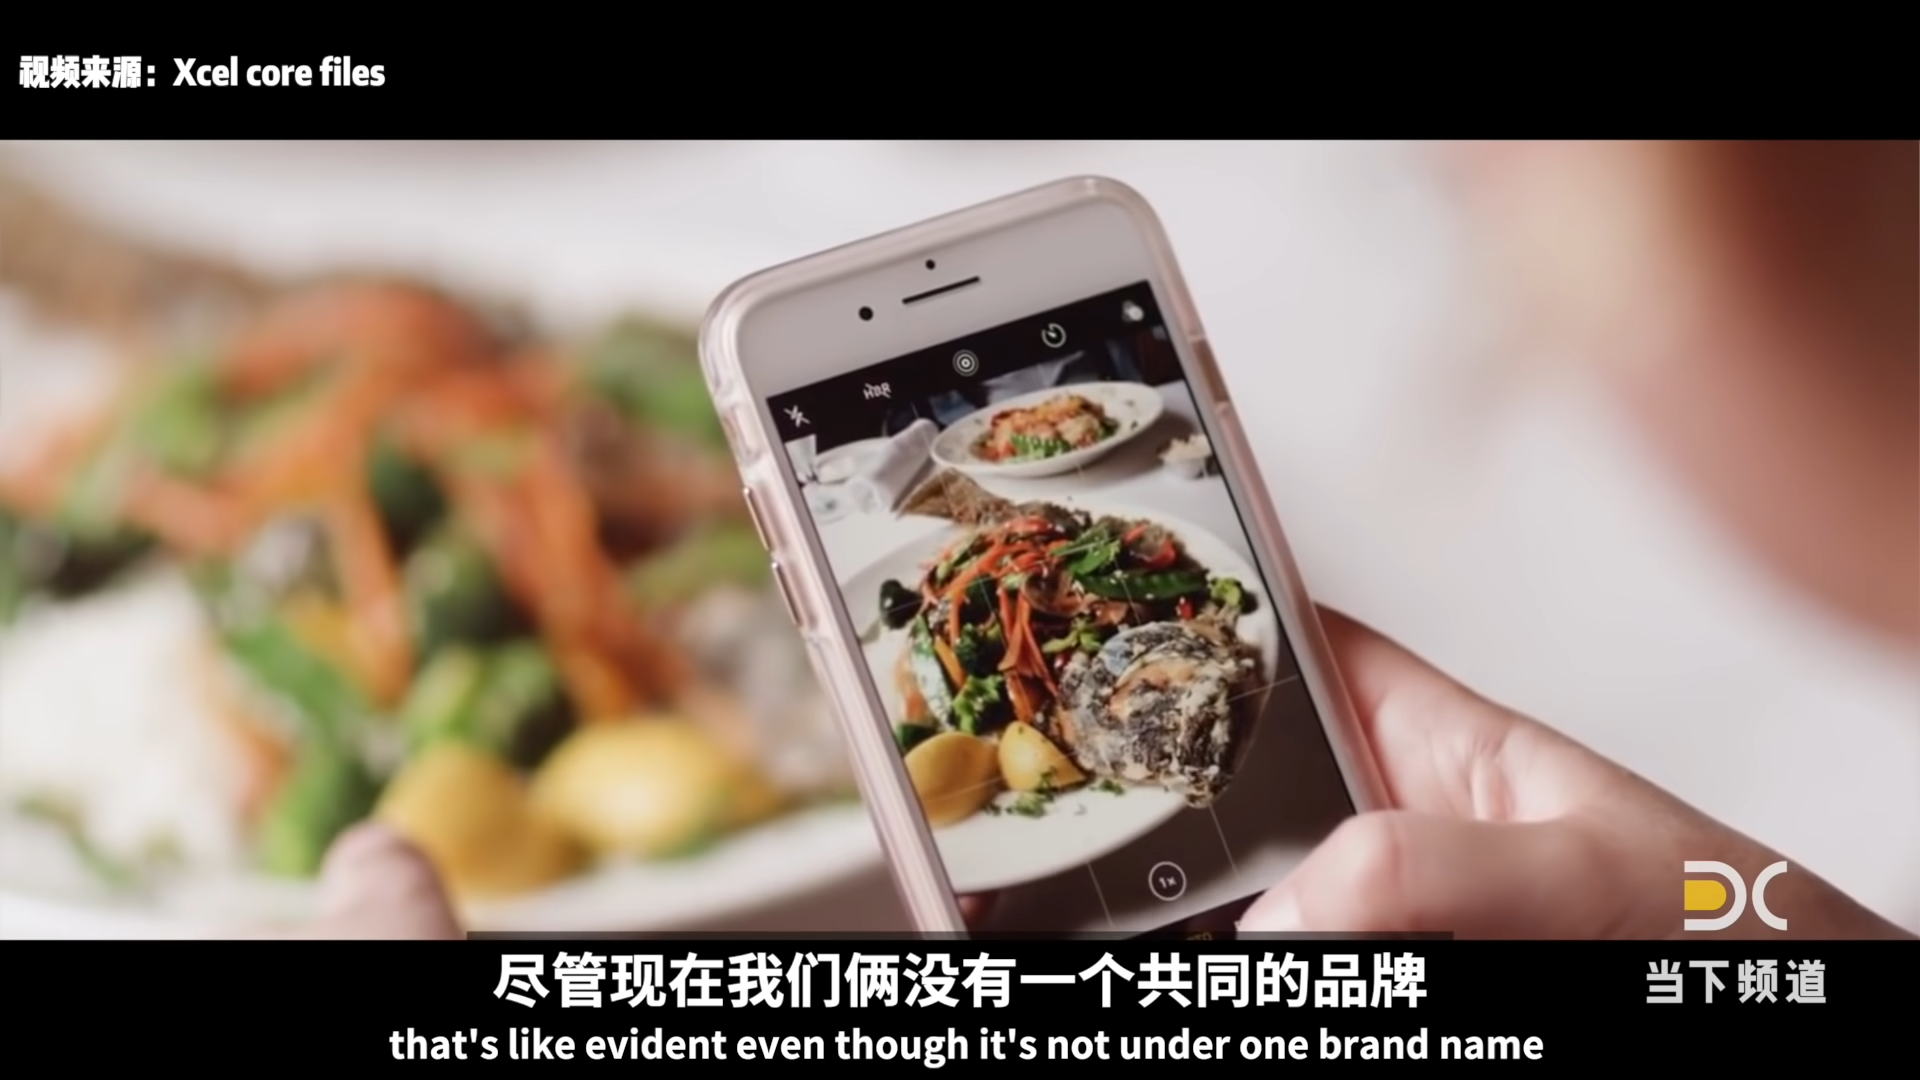 视频来源：Xcel core files
1×
DC
当下频道
尽管现在我们俩没有一个共同的品牌
that's like evident even though it's not under one brand name